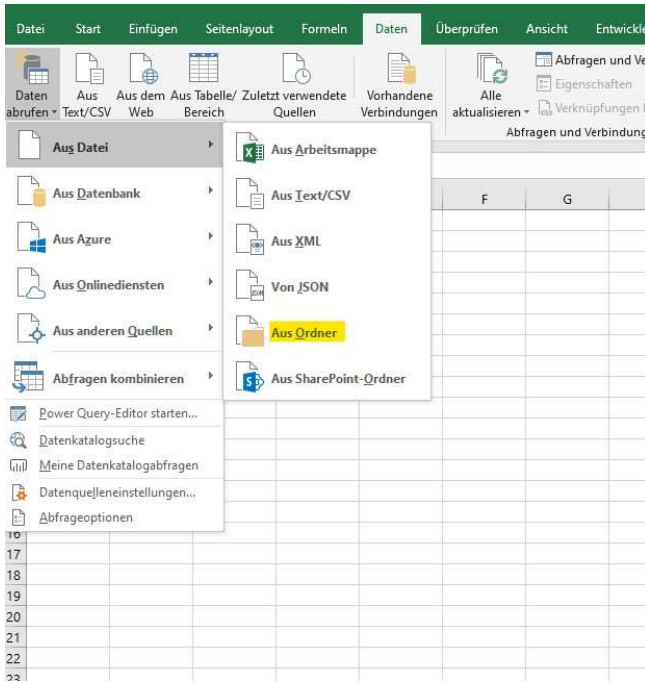 Datei Start Einfügen Seitenlayout Formeln Daten Überprüfen Ansicht
Daten abrufen
Aus Text/CSV
Aus dem Web
Aus Tabelle/ Bereich
Zuletzt verwendete Quellen
Vorhandene Verbindungen
Alle aktualisieren
Abfragen und
Eigenschaften
Verknüpfungen
Abfragen und
Aus Datei
Aus Datenbank
Aus Azure
Aus Onlinediensten
Aus anderen Quellen
Abfragen kombinieren
Power Query-Editor starten...
Datenkatalogsuche
Meine Datenkatalogabfragen
Datenquelleneinstellungen...
Abfrageoptionen
Aus Arbeitsmappe
Aus Text/CSV
Aus XML
Von JSON
Aus Ordner
Aus SharePoint-Ordner
F G
16
17
18
19
20
21
22
23